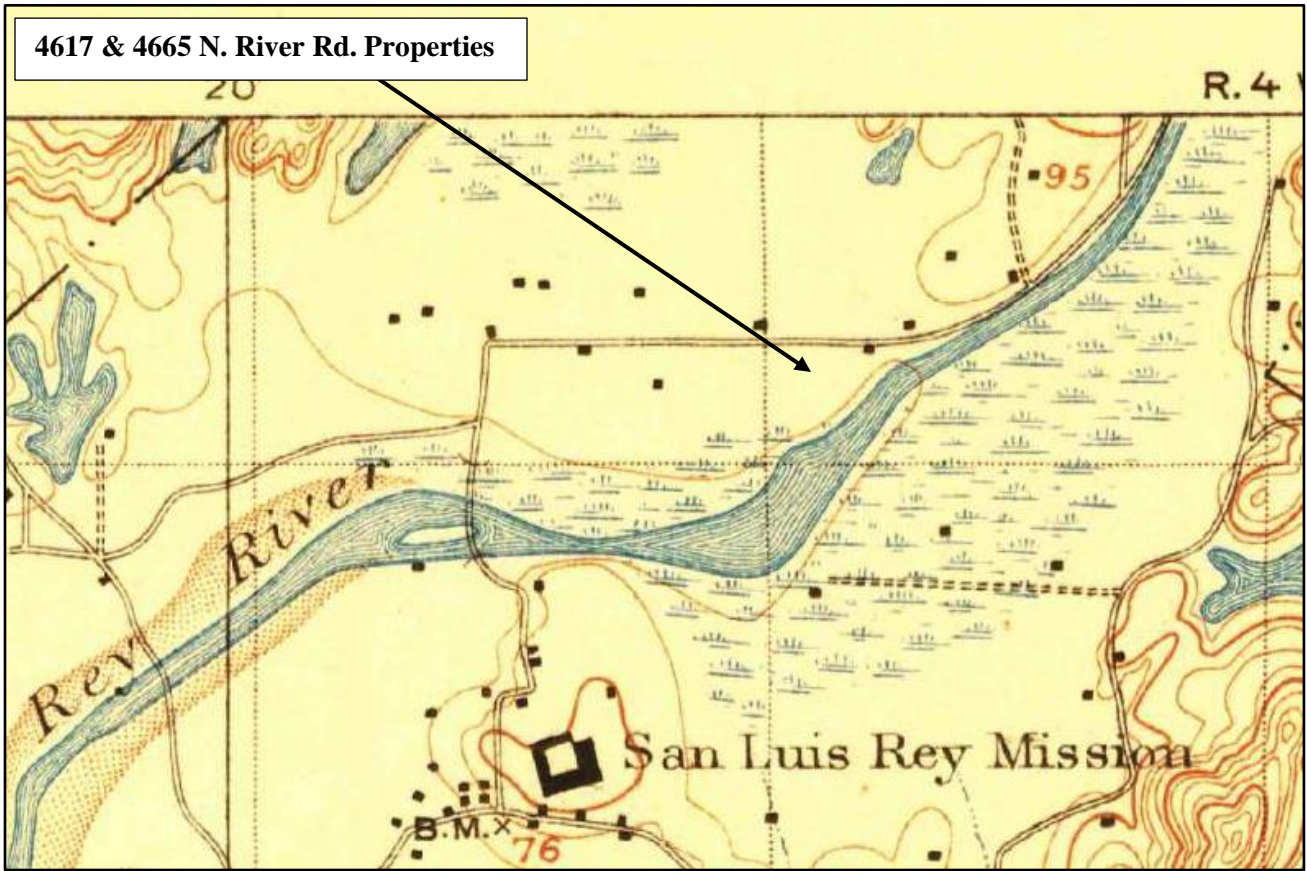 4617 & 4665 N. River Rd. Properties
20
R. 4
95
Rey River
San Luis Rey Mission
B.M.×
76